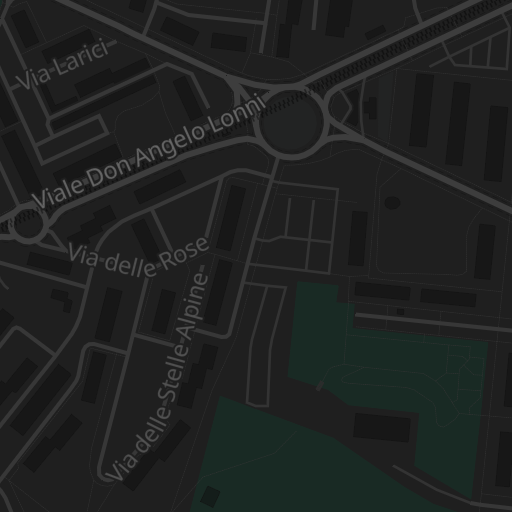 Via Larici
Viale Don Angelo Lonni
Via delle Rose
Via delle Stelle Alpine